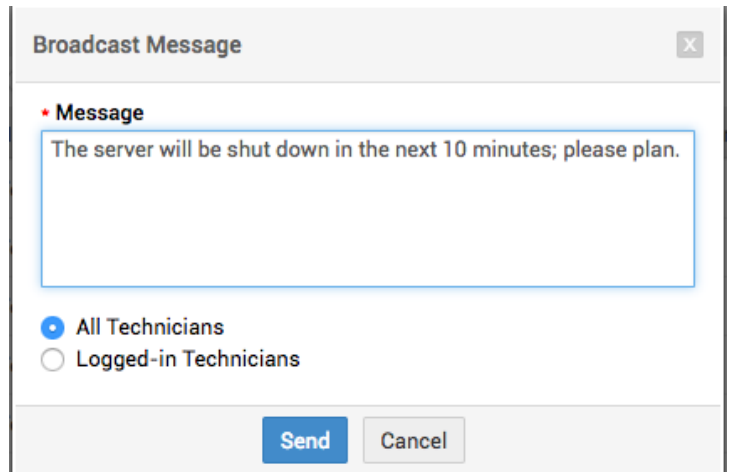 Broadcast Message
X
* Message
The server will be shut down in the next 10 minutes; please plan.
All Technicians
Logged-in Technicians
Send Cancel